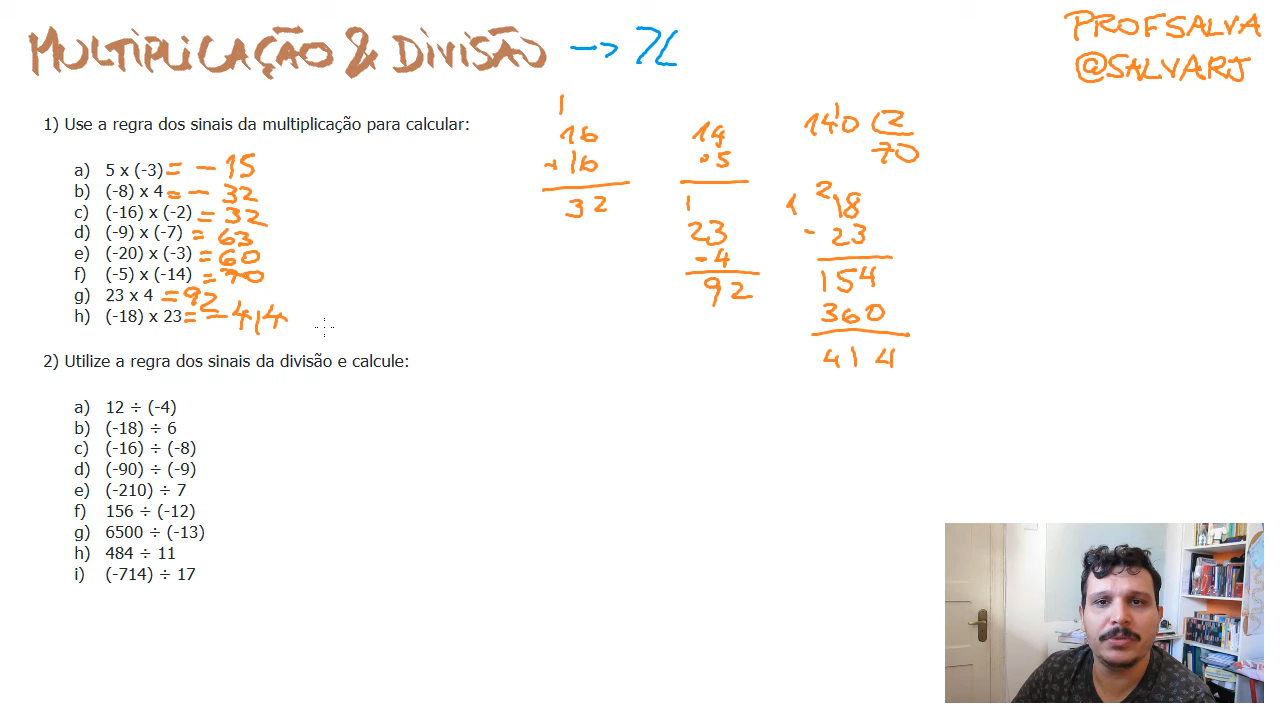 MULTIPLICAÇÃO & DIVISÃO → ℤ
PROFSALVA
@SALVARJ
1) Use a regra dos sinais da multiplicação para calcular:
a) 5 x (-3) = - 15
b) (-8) x 4 = - 32
c) (-16) x (-2) = 32
d) (-9) x (-7) = 63
e) (-20) x (-3) = 60
f) (-5) x (-14) = 70
g) 23 x 4 = 92
h) (-18) x 23 = - 414
1
16
+ 16
32
14
. 5
1
23
- 4
92
1
140 2
70
1 2
18
- 23
154
360
414
2) Utilize a regra dos sinais da divisão e calcule:
a) 12 ÷ (-4)
b) (-18) ÷ 6
c) (-16) ÷ (-8)
d) (-90) ÷ (-9)
e) (-210) ÷ 7
f) 156 ÷ (-12)
g) 6500 ÷ (-13)
h) 484 ÷ 11
i) (-714) ÷ 17